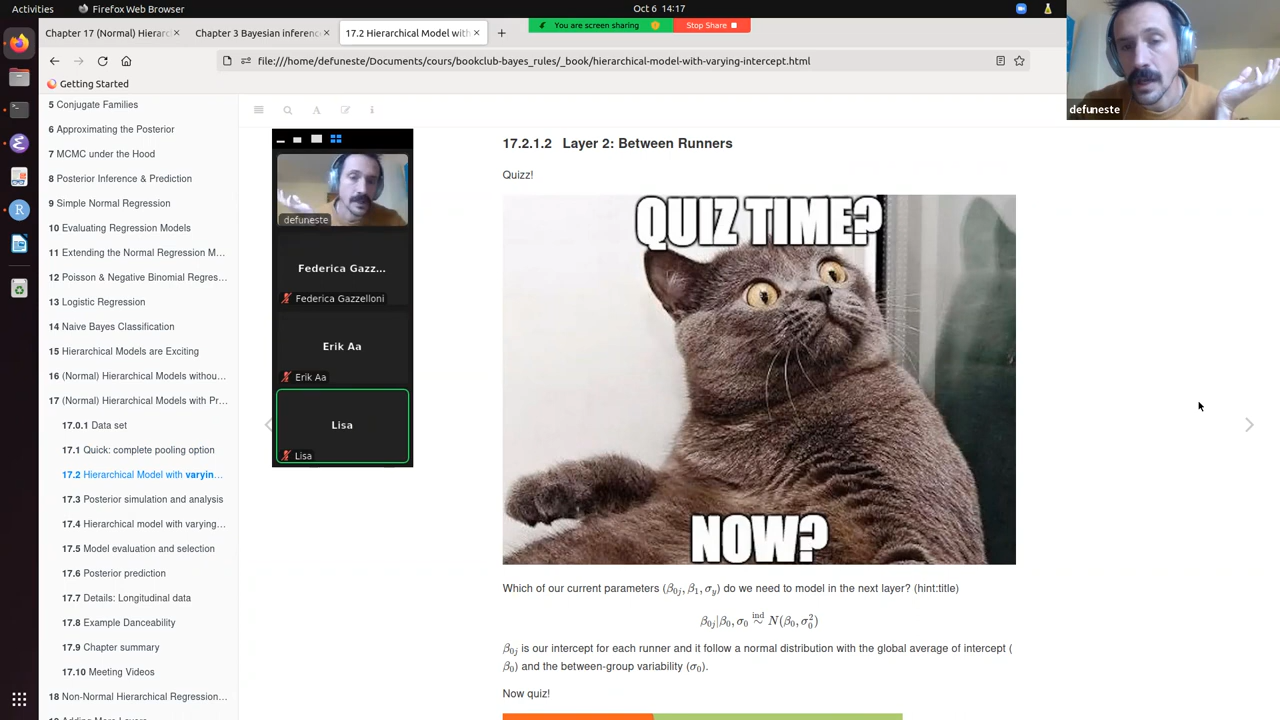 Activities
Firefox Web Browser
Oct 6 14:17
You are screen sharing
Stop Share
Chapter 17 (Normal) Hierarc
Chapter 3 Bayesian inferenc
17.2 Hierarchical Model with
file:///home/defuneste/Documents/cours/bookclub-bayes_rules/_book/hierarchical-model-with-varying-intercept.html
Getting Started
defuneste
5 Conjugate Families
6 Approximating the Posterior
7 MCMC under the Hood
8 Posterior Inference & Prediction
9 Simple Normal Regression
10 Evaluating Regression Models
11 Extending the Normal Regression M...
12 Poisson & Negative Binomial Regres...
13 Logistic Regression
14 Naive Bayes Classification
15 Hierarchical Models are Exciting
16 (Normal) Hierarchical Models withou...
17 (Normal) Hierarchical Models with Pr...
17.0.1 Data set
17.1 Quick: complete pooling option
17.2 Hierarchical Model with varyin...
17.3 Posterior simulation and analysis
17.4 Hierarchical model with varying...
17.5 Model evaluation and selection
17.6 Posterior prediction
17.7 Details: Longitudinal data
17.8 Example Danceability
17.9 Chapter summary
17.10 Meeting Videos
18 Non-Normal Hierarchical Regression...
defuneste
Federica Gazz...
Federica Gazzelloni
Erik Aa
Erik Aa
Lisa
Lisa
17.2.1.2 Layer 2: Between Runners
Quizz!
QUIZ TIME?
NOW?
Which of our current parameters (β0j, β1, σy) do we need to model in the next layer? (hint:title)
β0j|β0, σ0 ind ~ N(β0, σ0²)
β0j is our intercept for each runner and it follow a normal distribution with the global average of intercept (
β0) and the between-group variability (σ0).
Now quiz!